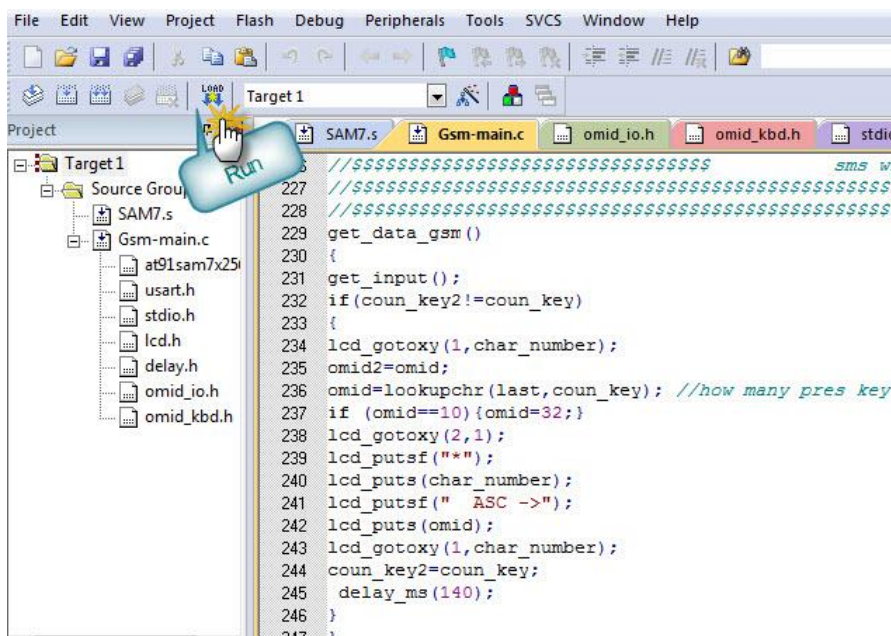 File Edit View Project Flash Debug Peripherals Tools SVCS Window Help
LOAD
Target 1
Project
SAM7.s
Gsm-main.c
omid_io.h
omid_kbd.h
Run
Target 1
SAM7.s
Gsm-main.c
usart.h
stdio.h
lcd.h
delay.h
omid_io.h
omid_kbd.h
//$$$$$$$$$$$$$$$$$$$$$$$$$$$$$$$$ sms
227 //$$$$$$$$$$$$$$$$$$$$$$$$$$$$$$$$$$$$$$$$$$$$$$$$$$
228 //$$$$$$$$$$$$$$$$$$$$$$$$$$$$$$$$$$$$$$$$$$$$$$$$$$
229 get_data_gsm()
230 {
231 get_input();
232 if(coun_key2!=coun_key)
233 {
234 lcd_gotoxy(1,char_number);
235 omid2=omid;
236 omid=lookupchr(last,coun_key); //how many pres key
237 if (omid==10){omid=32;}
238 lcd_gotoxy(2,1);
239 lcd_putsf("*");
240 lcd_puts(char_number);
241 lcd_putsf("  ASC ->");
242 lcd_puts(omid);
243 lcd_gotoxy(1,char_number);
244 coun_key2=coun_key;
245 delay_ms(140);
246 }